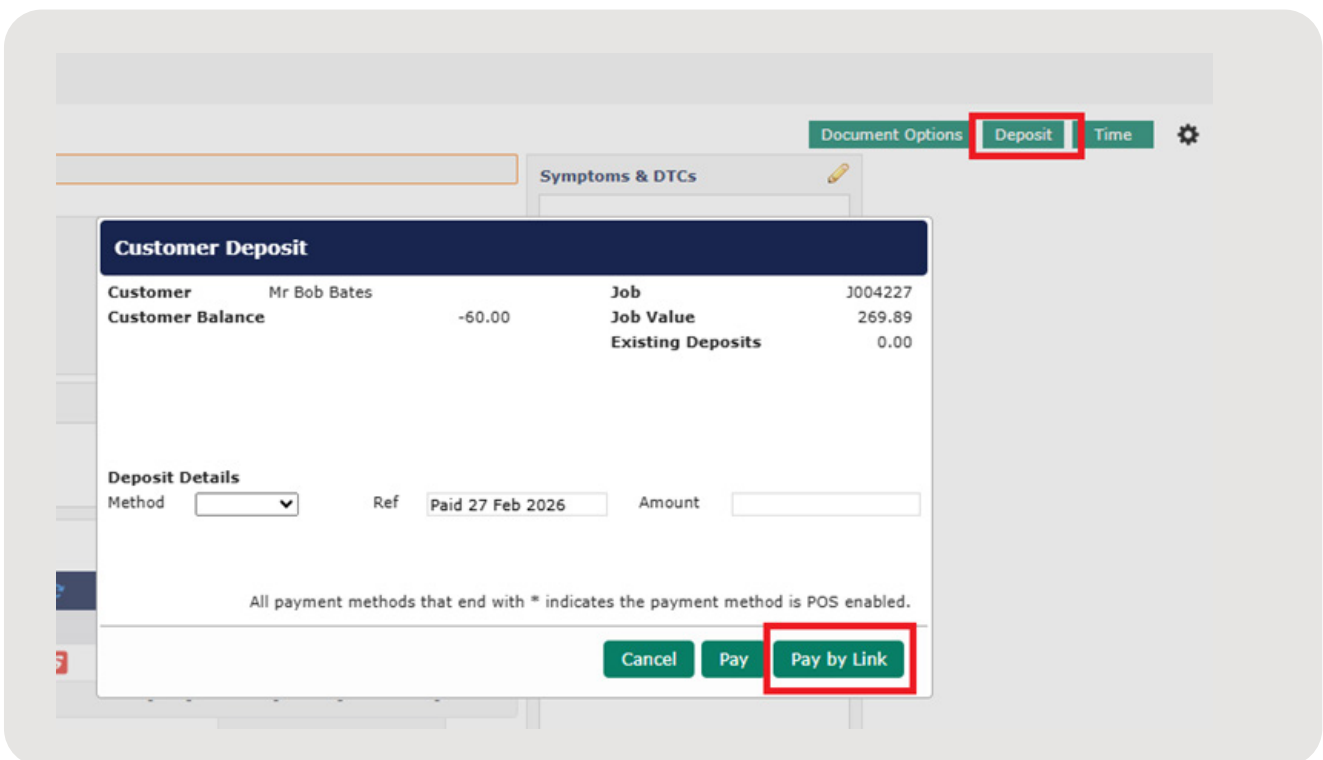 Document Options Deposit Time
Symptoms & DTCs
Customer Deposit
Customer Mr Bob Bates Job J004227
Customer Balance -60.00 Job Value 269.89
Existing Deposits 0.00
Deposit Details
Method Ref Paid 27 Feb 2026 Amount
All payment methods that end with * indicates the payment method is POS enabled.
Cancel Pay Pay by Link